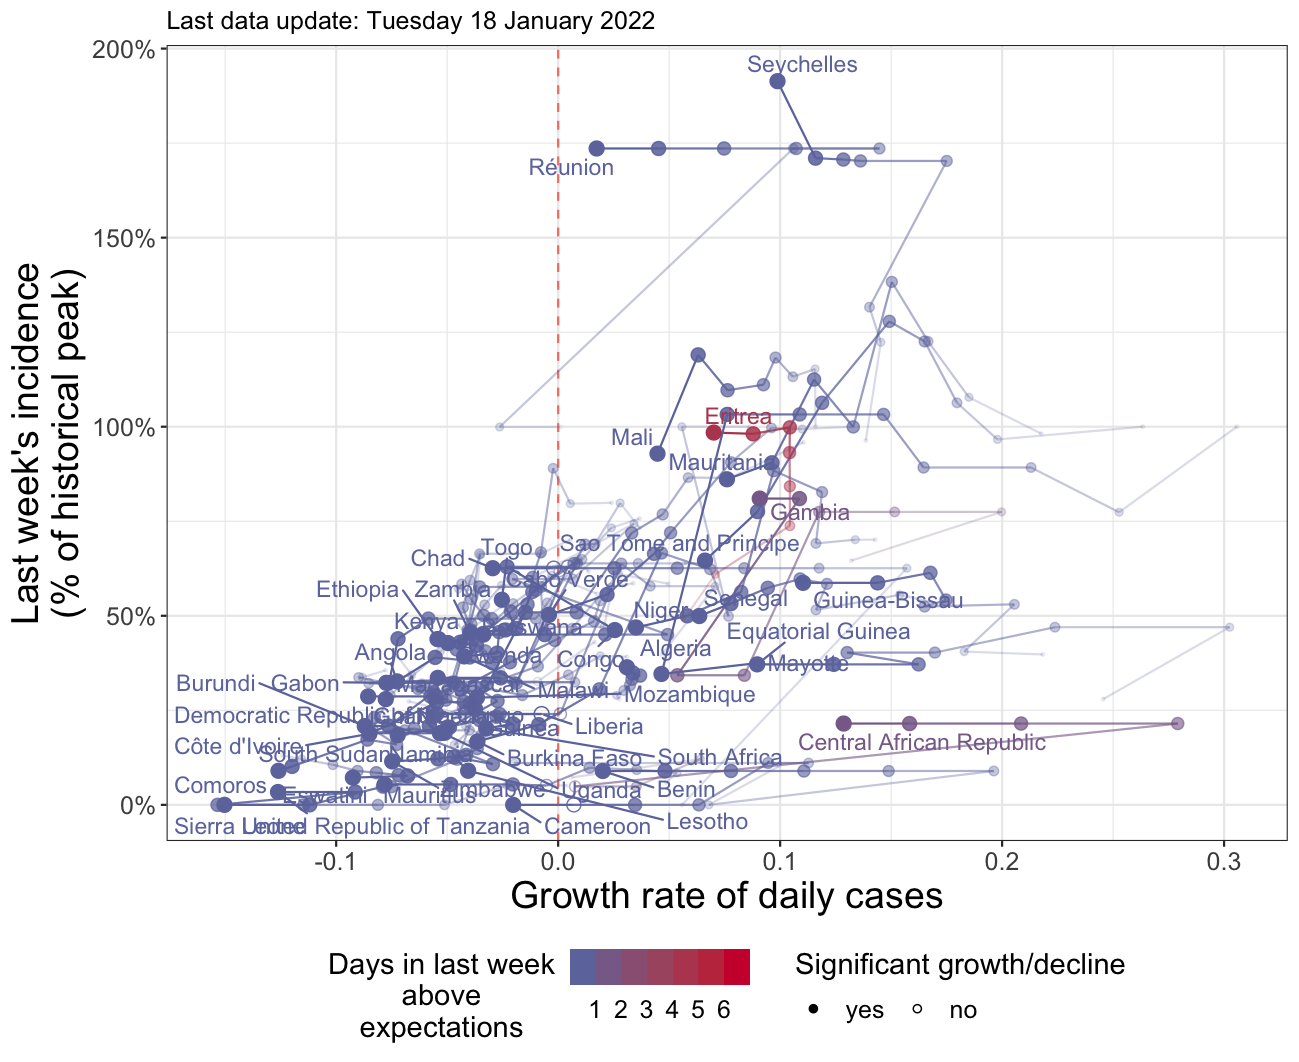 Last data update: Tuesday 18 January 2022
200%
150%
100%
50%
0%
Last week's incidence
(% of historical peak)
Seychelles
Réunion
Eritrea
Mali
Mauritania
Gambia
Togo
Sao Tome and Principe
Chad
Cabo Verde
Ethiopia
Zambia
Senegal
Guinea-Bissau
Niger
Kenya
Equatorial Guinea
Angola
Congo
Algeria
Mayotte
Burundi
Gabon
Malawi
Mozambique
Liberia
Côte d'Ivoire
South Sudan
Namibia
Burkina Faso
South Africa
Central African Republic
Comoros
Eswatini
Mauritius
Zimbabwe
Uganda
Benin
Sierra Leone
United Republic of Tanzania
Cameroon
Lesotho
-0.1
0.0
0.1
0.2
0.3
Growth rate of daily cases
Days in last week
above
expectations
1 2 3 4 5 6
Significant growth/decline
yes
no